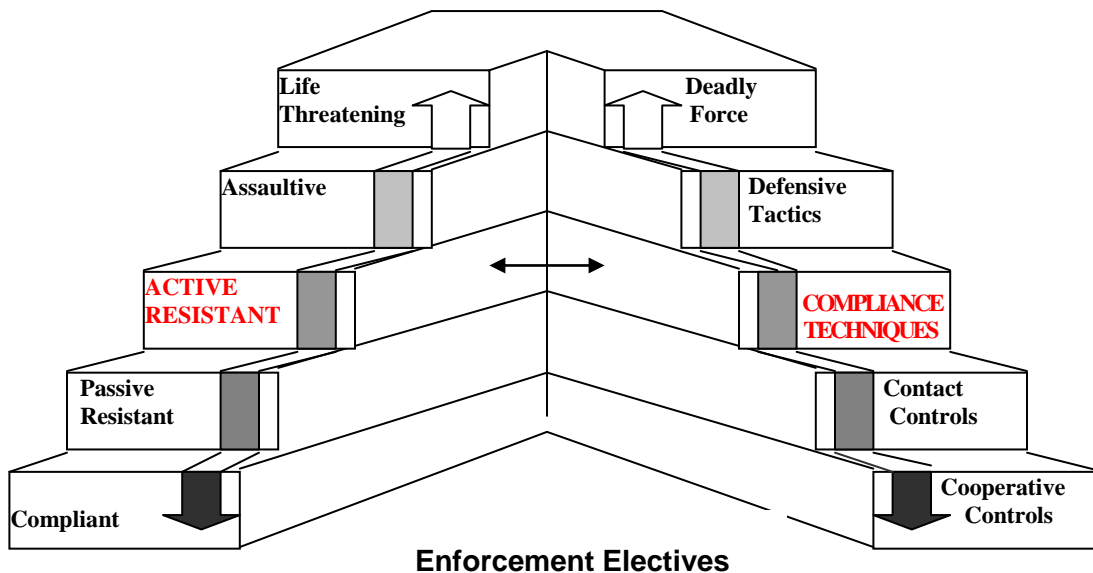 Life
Threatening
Deadly
Force
Assaultive
Defensive
Tactics
ACTIVE
RESISTANT
COMPLIANCE
TECHNIQUES
Passive
Resistant
Contact
Controls
Compliant
Cooperative
Controls
Enforcement Electives